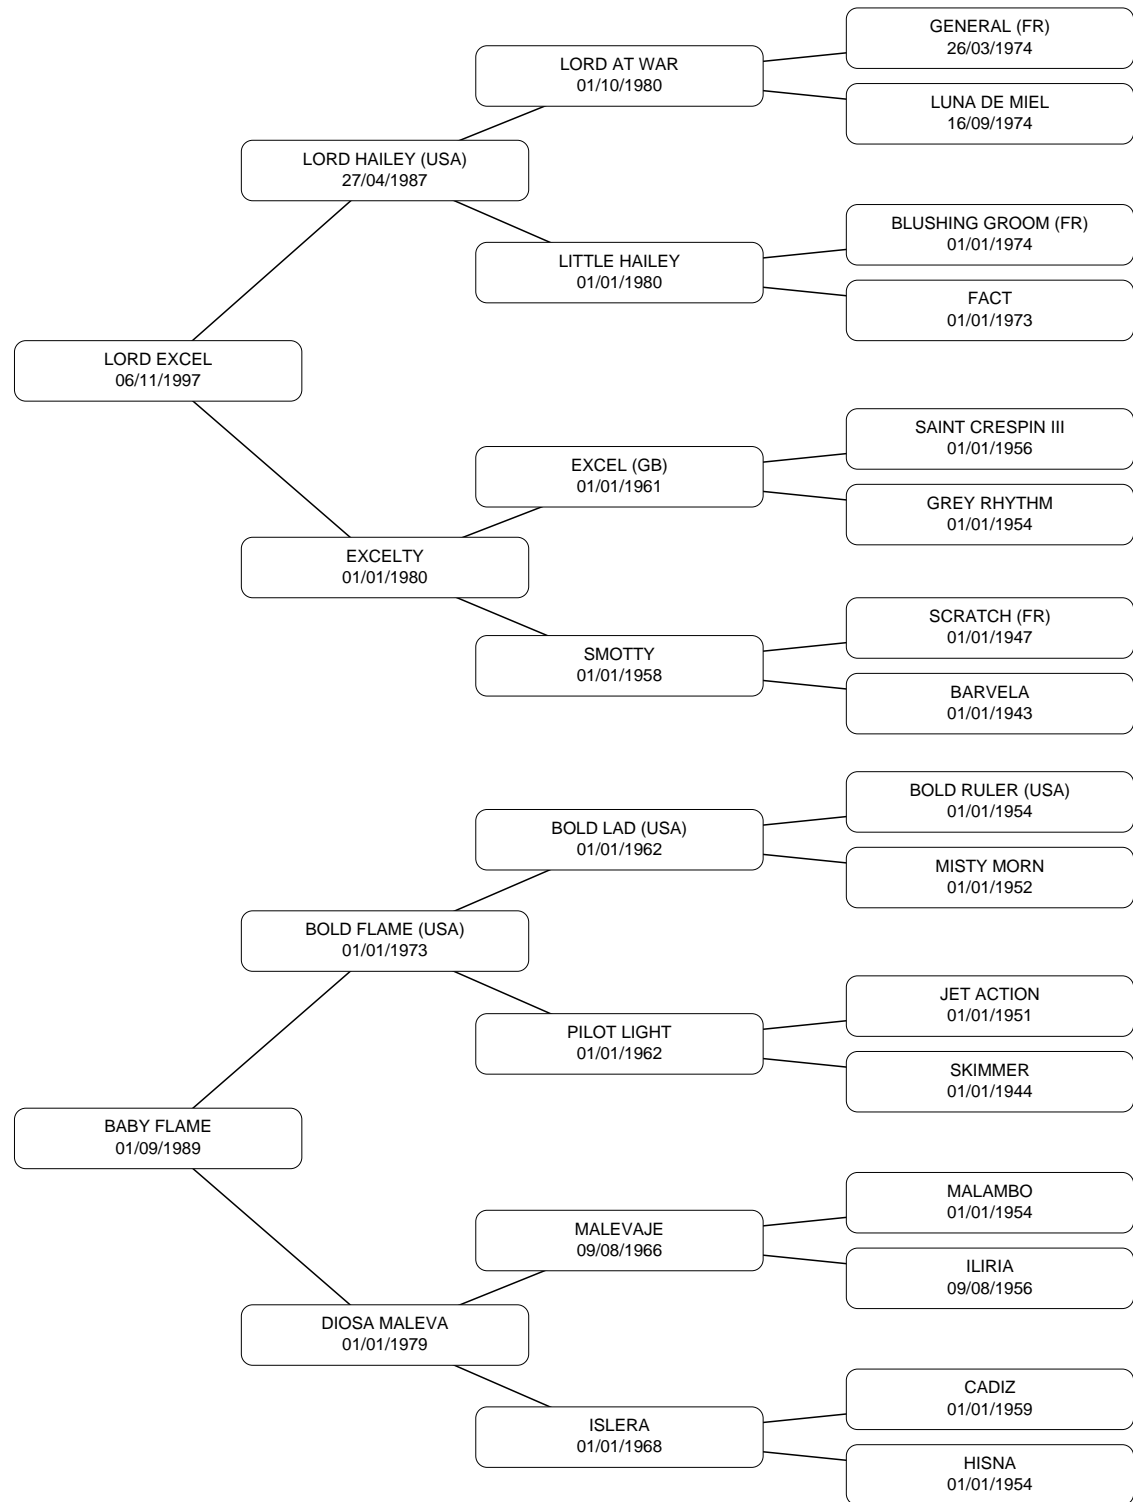 GENERAL (FR)
26/03/1974
LORD AT WAR
01/10/1980
LUNA DE MIEL
16/09/1974
LORD HAILEY (USA)
27/04/1987
BLUSHING GROOM (FR)
01/01/1974
LITTLE HAILEY
01/01/1980
FACT
01/01/1973
LORD EXCEL
06/11/1997
SAINT CRESPIN III
01/01/1956
EXCEL (GB)
01/01/1961
GREY RHYTHM
01/01/1954
EXCELTY
01/01/1980
SCRATCH (FR)
01/01/1947
SMOTTY
01/01/1958
BARVELA
01/01/1943
BOLD RULER (USA)
01/01/1954
BOLD LAD (USA)
01/01/1962
MISTY MORN
01/01/1952
BOLD FLAME (USA)
01/01/1973
JET ACTION
01/01/1951
PILOT LIGHT
01/01/1962
SKIMMER
01/01/1944
BABY FLAME
01/09/1989
MALAMBO
01/01/1954
MALEVAJE
09/08/1966
ILIRIA
09/08/1956
DIOSA MALEVA
01/01/1979
CADIZ
01/01/1959
ISLERA
01/01/1968
HISNA
01/01/1954